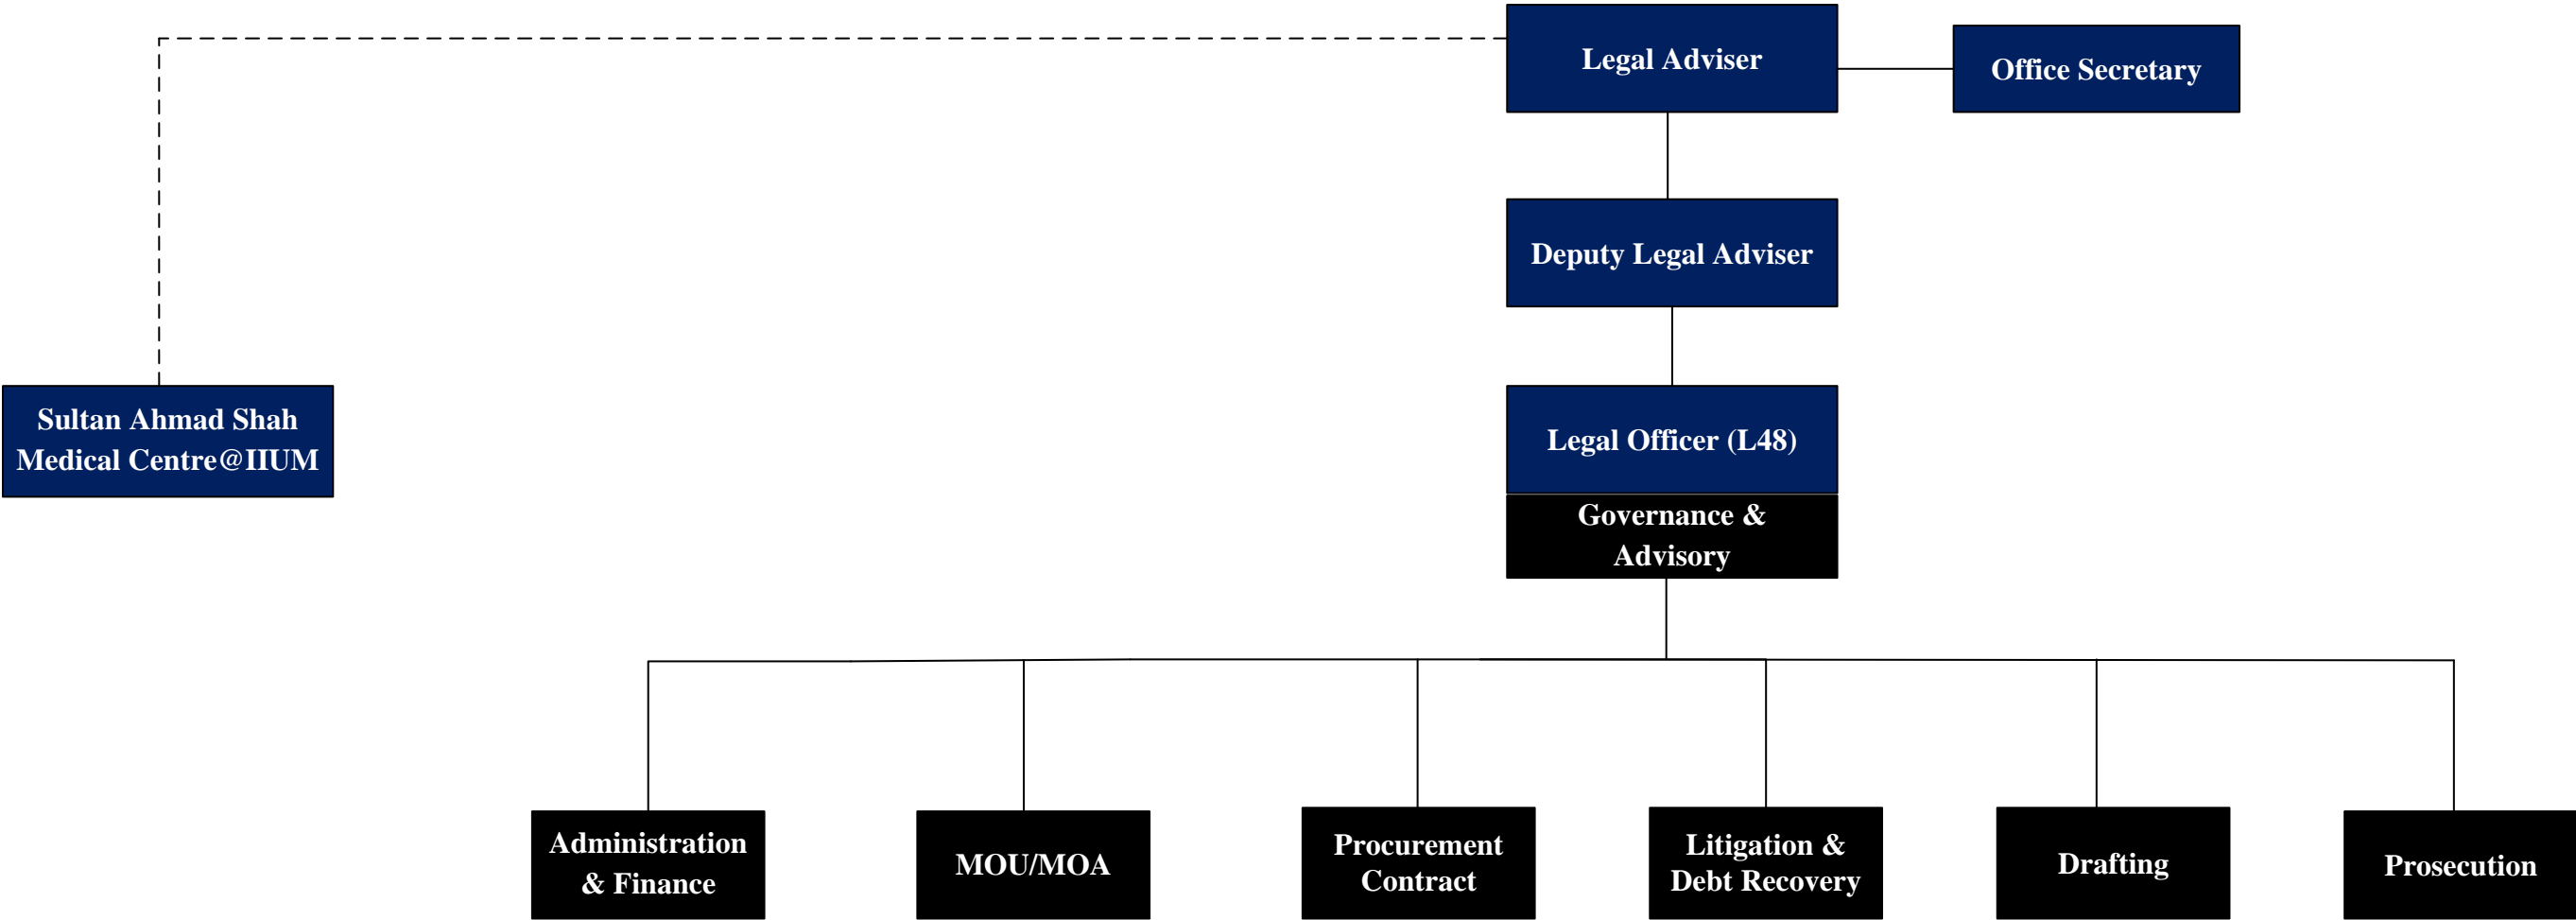 Legal Adviser
Office Secretary
Deputy Legal Adviser
Sultan Ahmad Shah
Medical Centre@IIUM
Legal Officer (L48)
Governance &
Advisory
Administration
& Finance
MOU/MOA
Procurement
Contract
Litigation &
Debt Recovery
Drafting
Prosecution